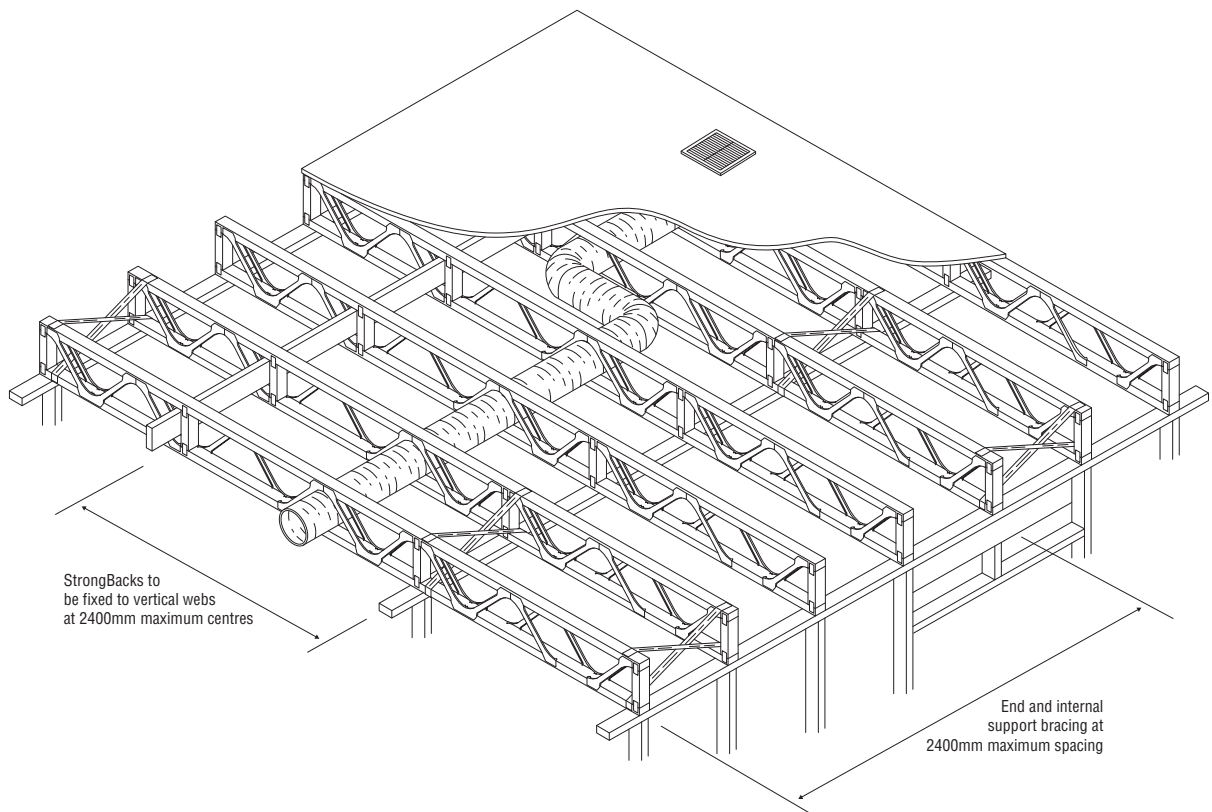 StrongBacks to
be fixed to vertical webs
at 2400mm maximum centres
End and internal
support bracing at
2400mm maximum spacing